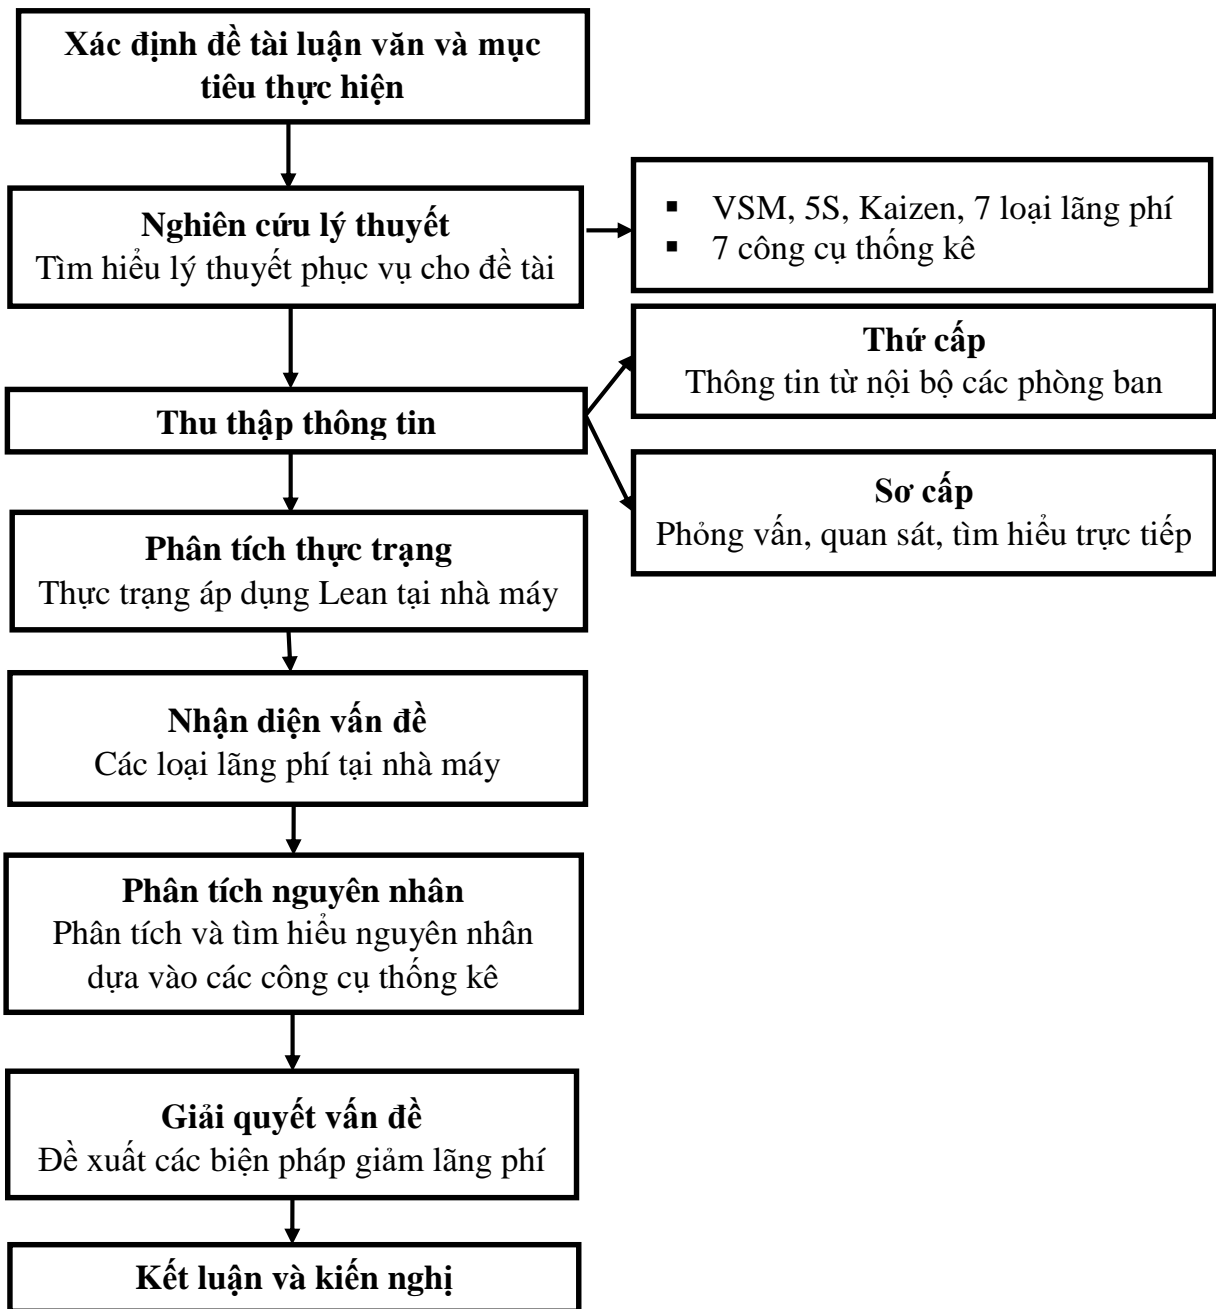 Xác định đề tài luận văn và mục
tiêu thực hiện
Nghiên cứu lý thuyết
Tìm hiểu lý thuyết phục vụ cho đề tài
▪ VSM, 5S, Kaizen, 7 loại lãng phí
▪ 7 công cụ thống kê
Thu thập thông tin
Thứ cấp
Thông tin từ nội bộ các phòng ban
Sơ cấp
Phỏng vấn, quan sát, tìm hiểu trực tiếp
Phân tích thực trạng
Thực trạng áp dụng Lean tại nhà máy
Nhận diện vấn đề
Các loại lãng phí tại nhà máy
Phân tích nguyên nhân
Phân tích và tìm hiểu nguyên nhân
dựa vào các công cụ thống kê
Giải quyết vấn đề
Đề xuất các biện pháp giảm lãng phí
Kết luận và kiến nghị